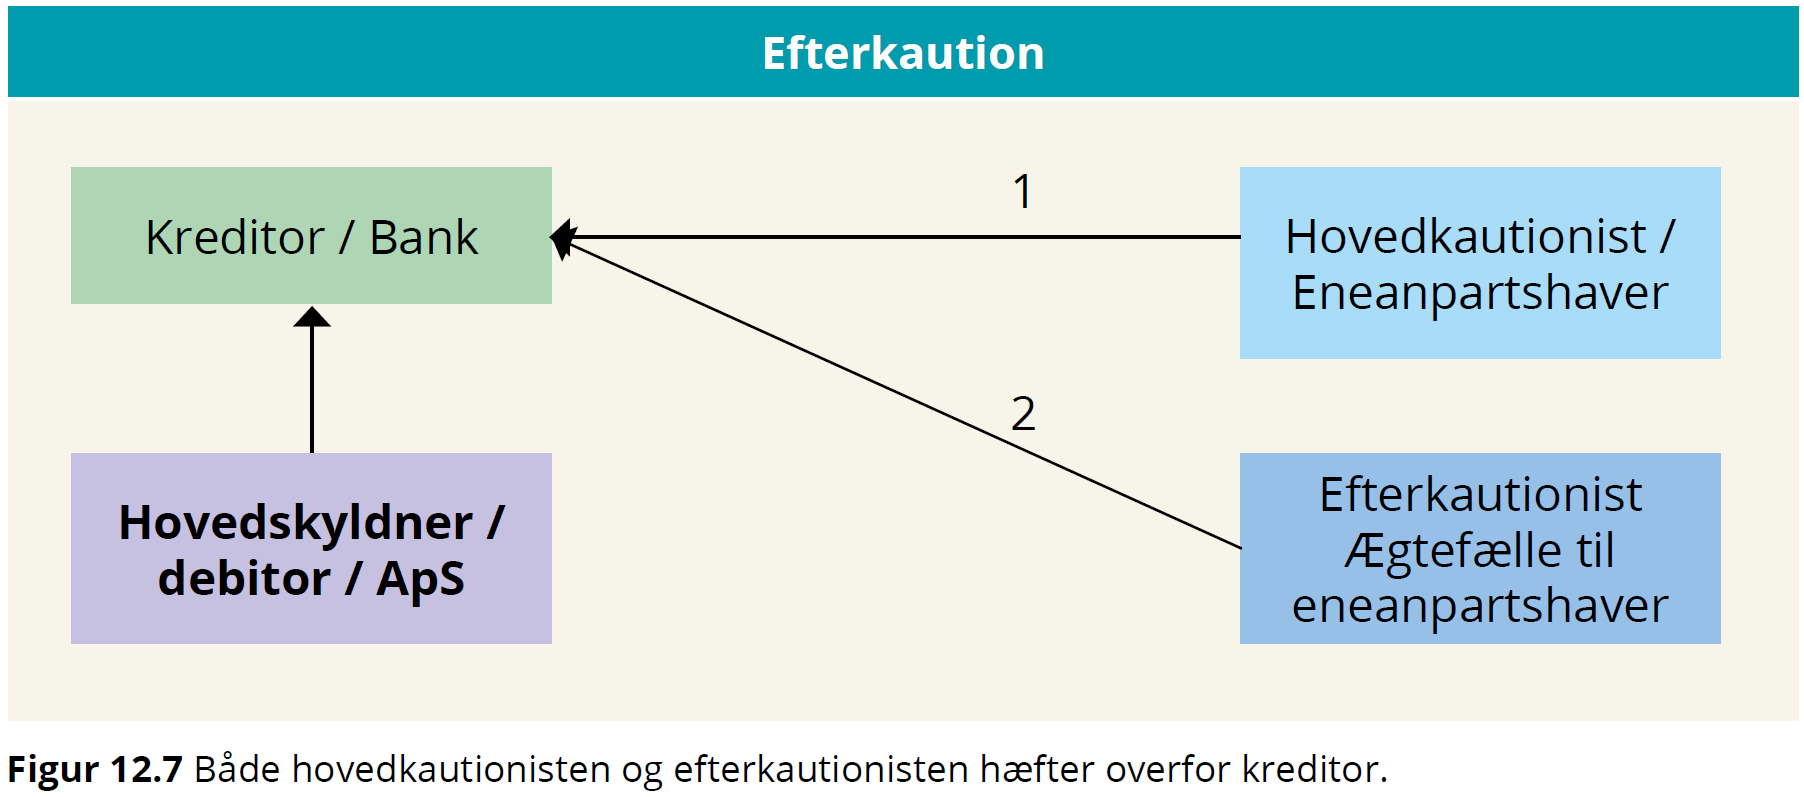 Efterkaution
Kreditor / Bank
1
Hovedkautionist /
Eneanpartshaver
Hovedskyldner /
debitor / ApS
2
Efterkautionist
Ægtefælle til
eneanpartshaver
Figur 12.7 Både hovedkautionisten og efterkautionisten hæfter overfor kreditor.